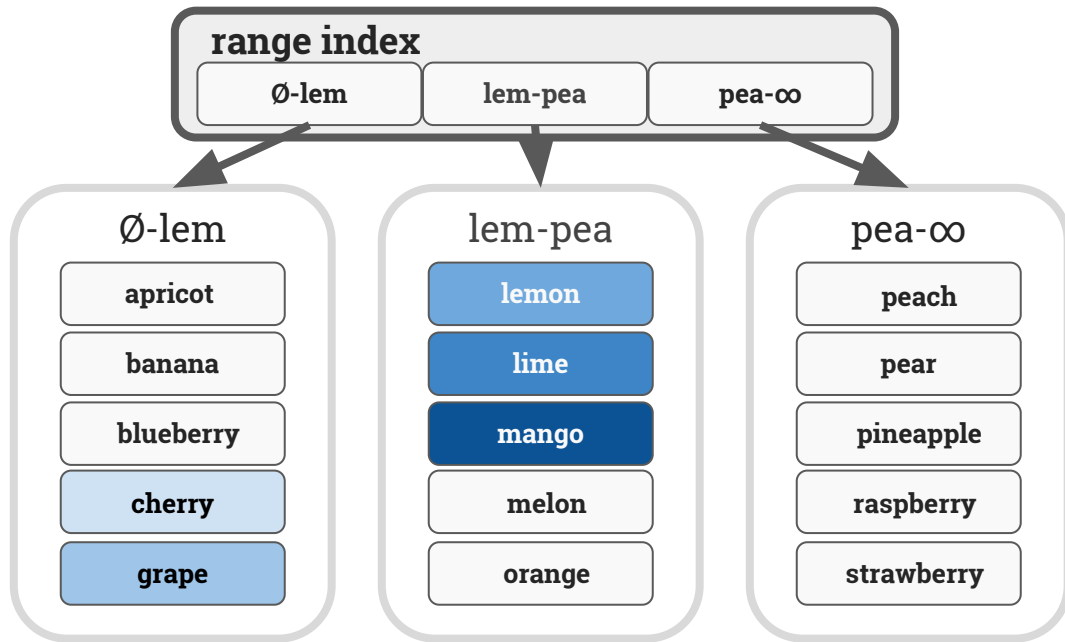 range index
Ø-lem
lem-pea
pea-∞
Ø-lem
apricot
banana
blueberry
cherry
grape
lem-pea
lemon
lime
mango
melon
orange
pea-∞
peach
pear
pineapple
raspberry
strawberry